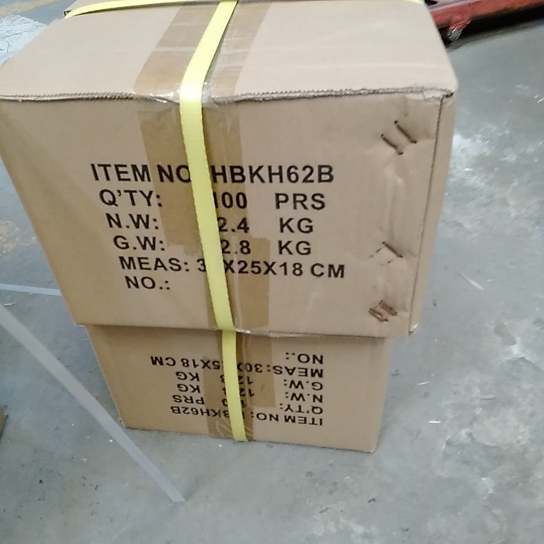 ITEM NO HBKH62B
Q'TY: 100 PRS
N.W: 2.4 KG
G.W: 2.8 KG
MEAS: 3 X25X18 CM
NO.:
ITEM NO: BKH62B
Q'TY: PRS
N.W: KG
G.W: KG
MEAS:30X 5X18 CM
NO.: